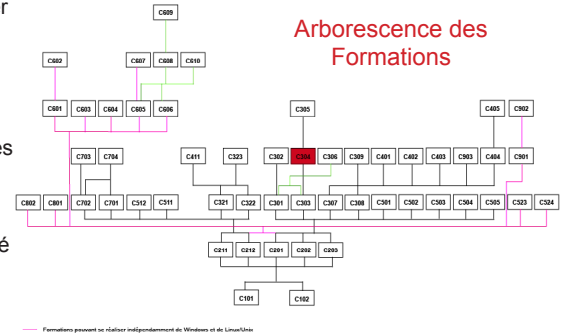 er
Arborescence des
Formations
C609
C602
C607 C608 C610
C601 C603 C604 C605 C606
C305
C405 C902
es
C703 C704
C411 C323
C302 C304 C306 C309 C401 C402 C403 C903 C404 C901
C802 C801 C702 C701 C512 C511
C321 C322 C301 C303 C307 C308 C501 C502 C503 C504 C505 C523 C524
é
C211 C212 C201 C202 C203
C101 C102
Formations pouvant se réaliser indépendamment de Windows et de Linux/Unix